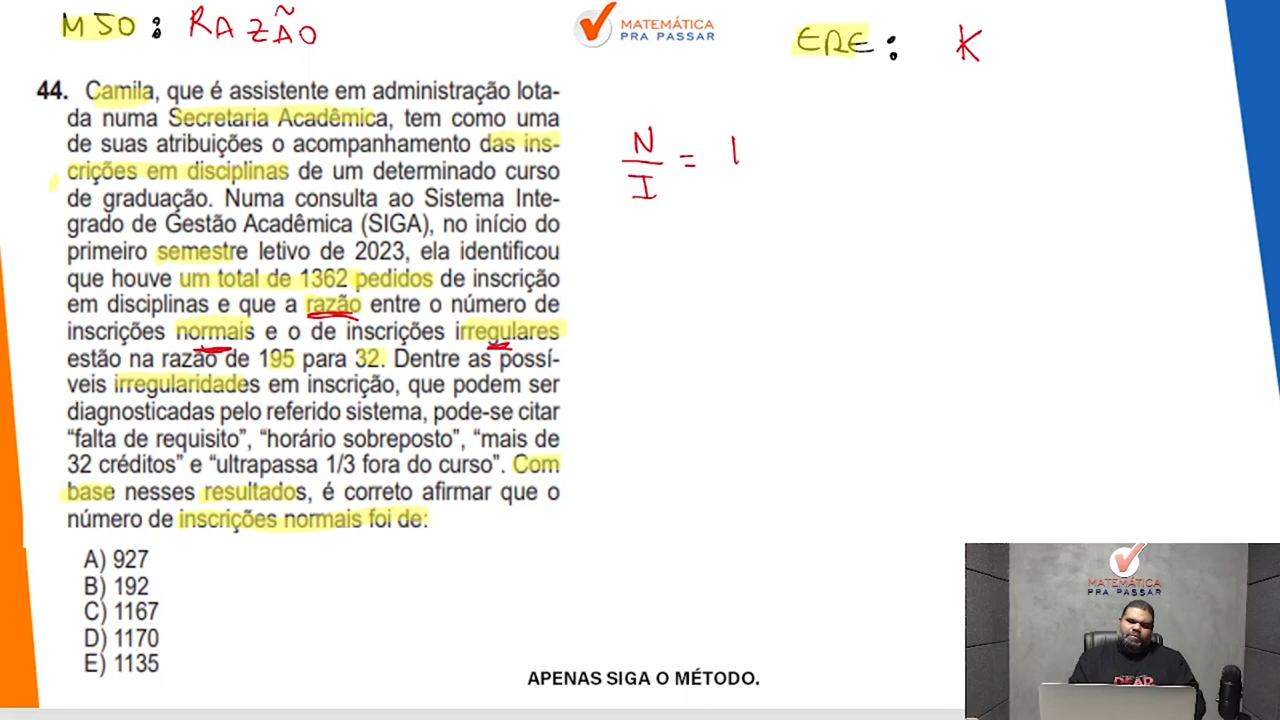 MSO : RAZÃO
MATEMÁTICA
PRA PASSAR
ERE : K
44. Camila, que é assistente em administração lota-
da numa Secretaria Acadêmica, tem como uma
de suas atribuições o acompanhamento das ins-
crições em disciplinas de um determinado curso
de graduação. Numa consulta ao Sistema Inte-
grado de Gestão Acadêmica (SIGA), no início do
primeiro semestre letivo de 2023, ela identificou
que houve um total de 1362 pedidos de inscrição
em disciplinas e que a razão entre o número de
inscrições normais e o de inscrições irregulares
estão na razão de 195 para 32. Dentre as possí-
veis irregularidades em inscrição, que podem ser
diagnosticadas pelo referido sistema, pode-se citar
“falta de requisito”, “horário sobreposto”, “mais de
32 créditos” e “ultrapassa 1/3 fora do curso”. Com
base nesses resultados, é correto afirmar que o
número de inscrições normais foi de:
A) 927
B) 192
C) 1167
D) 1170
E) 1135
N
I = 1
MATEMÁTICA
PRA PASSAR
APENAS SIGA O MÉTODO.